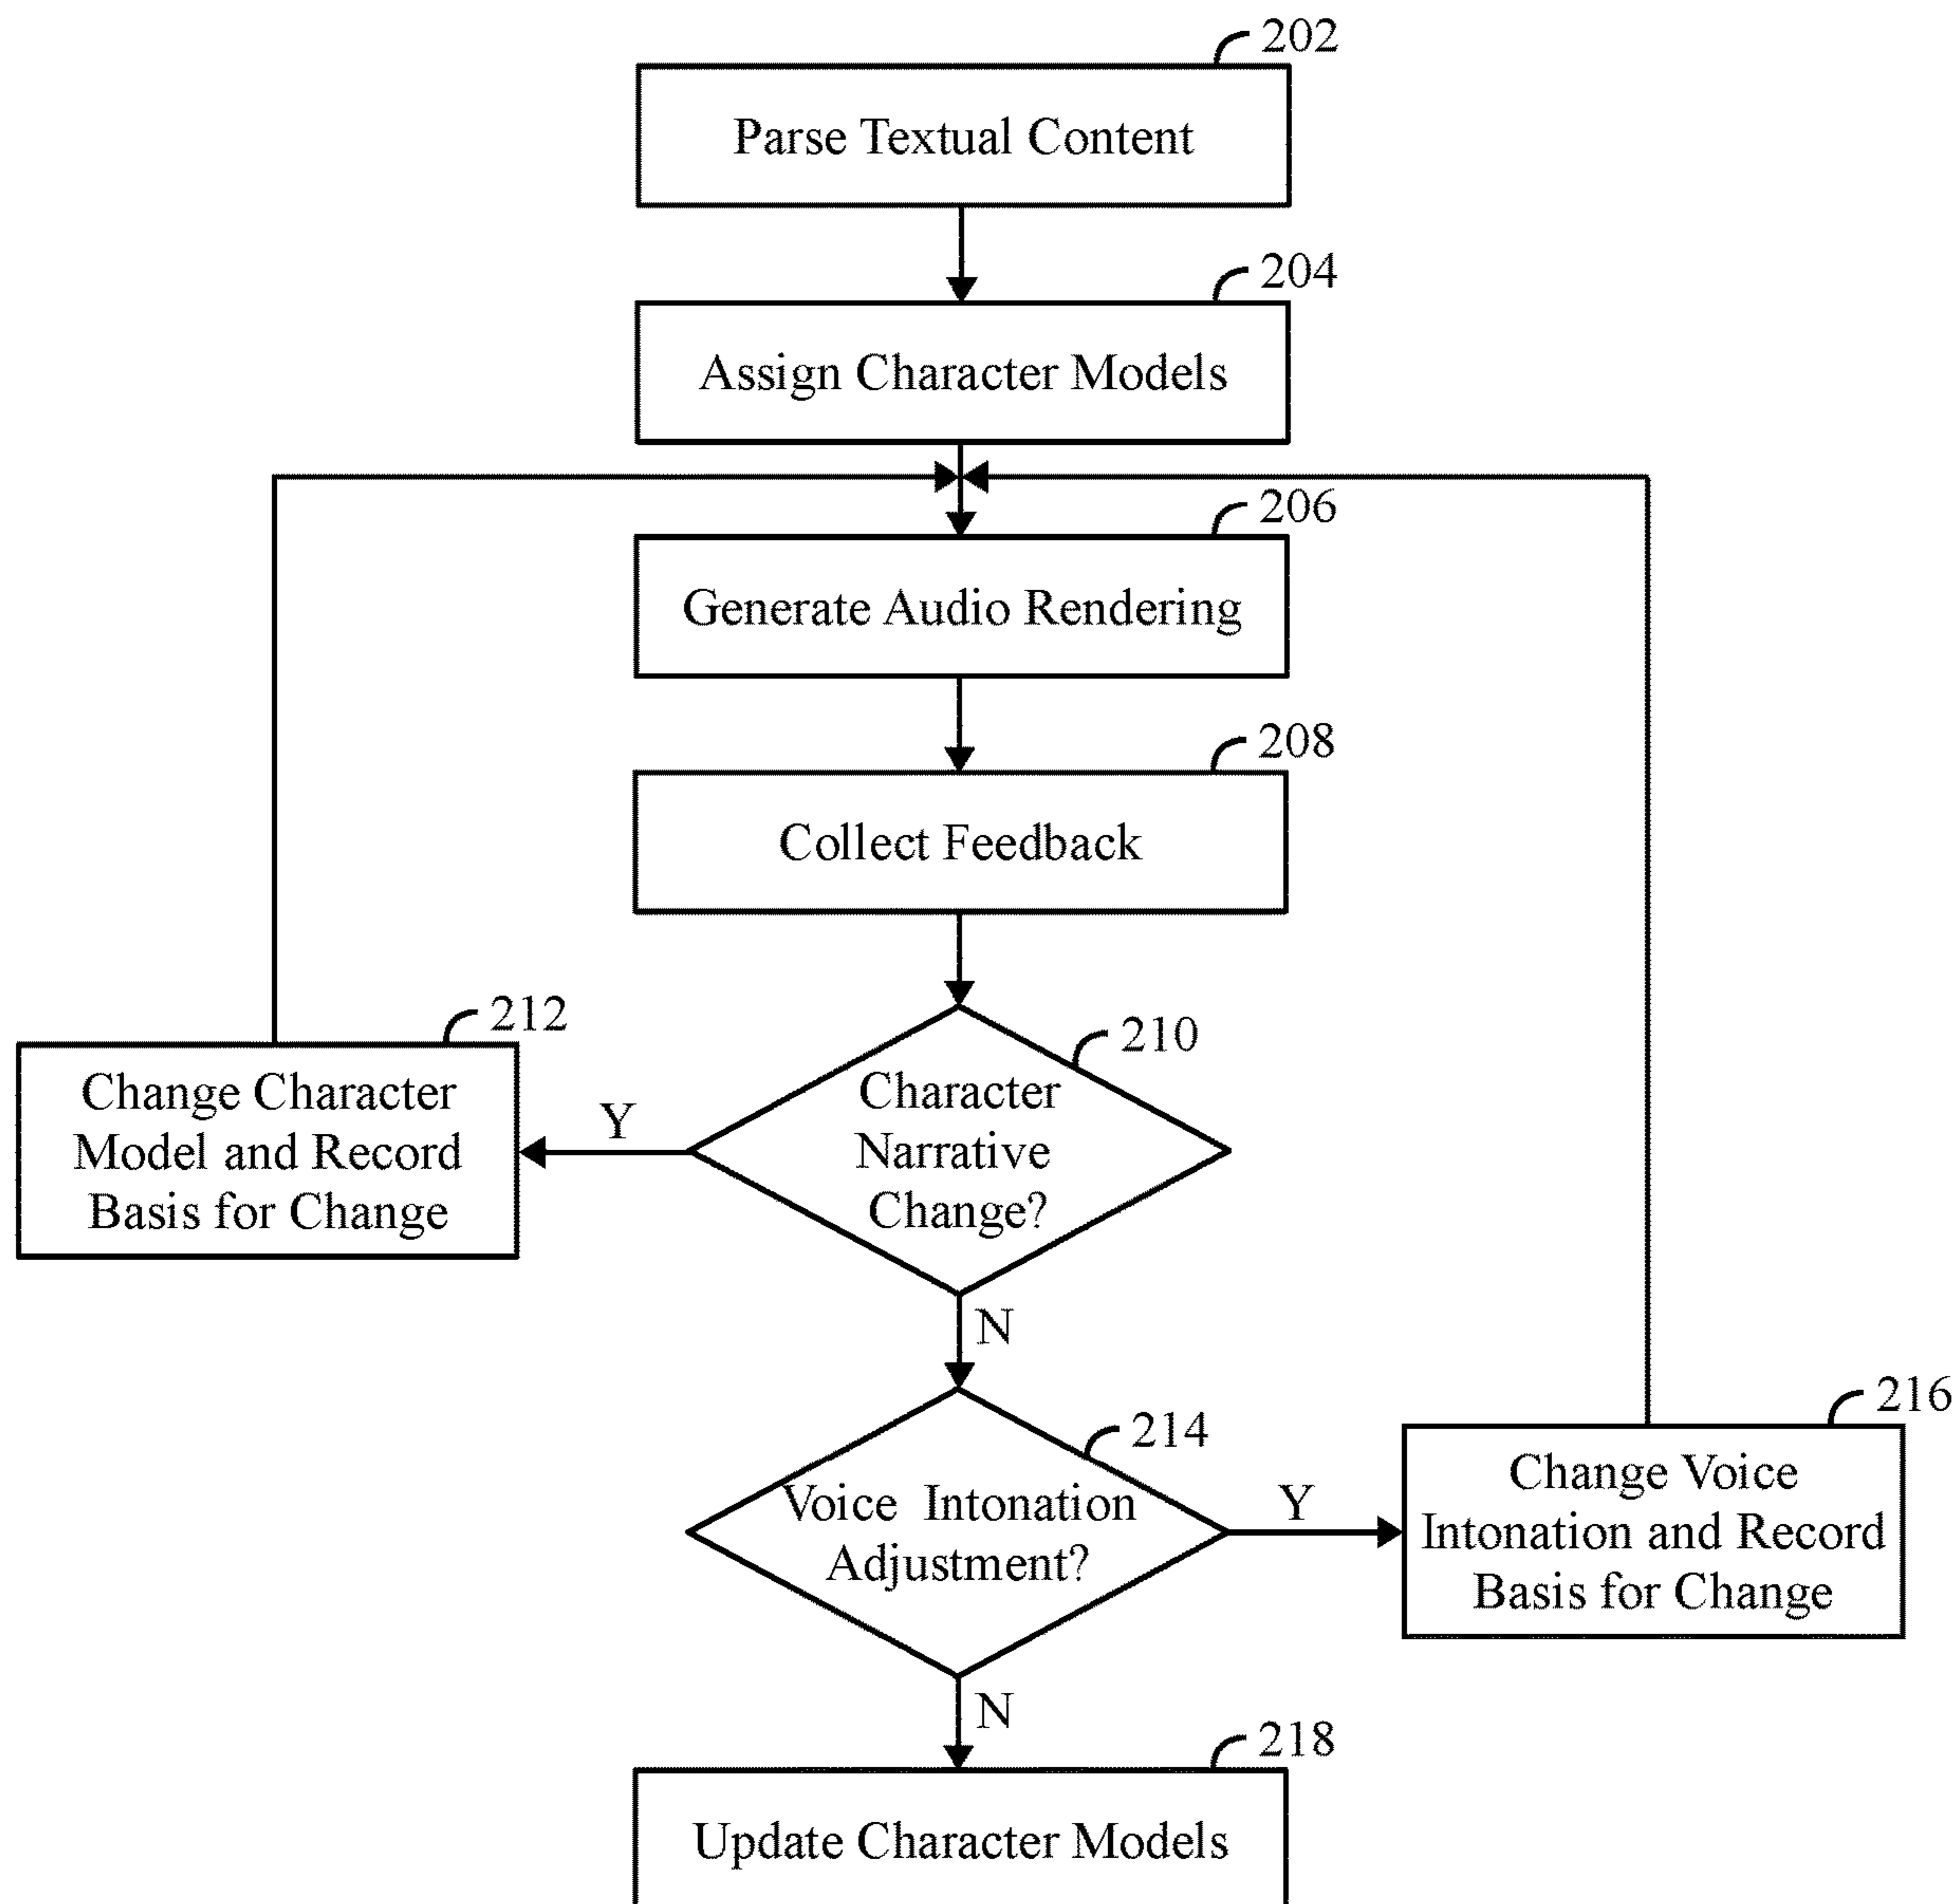 202
Parse Textual Content
204
Assign Character Models
206
Generate Audio Rendering
208
Collect Feedback
210
Character
Narrative
Change?
Y
212
Change Character
Model and Record
Basis for Change
N
214
Voice Intonation
Adjustment?
Y
216
Change Voice
Intonation and Record
Basis for Change
N
218
Update Character Models